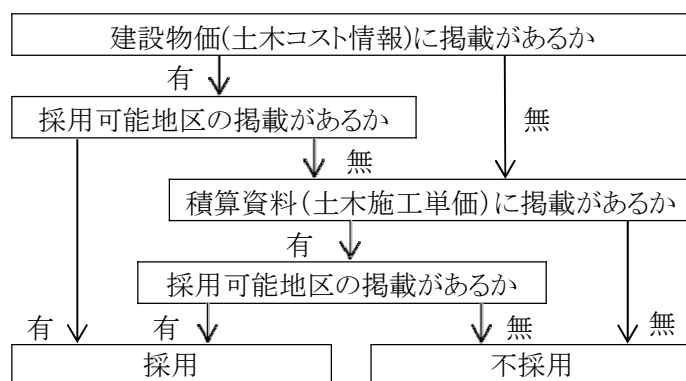 建設物価(土木コスト情報)に掲載があるか
有
採用可能地区の掲載があるか
無
無
積算資料(土木施工単価)に掲載があるか
有
採用可能地区の掲載があるか
有
有
無
無
採用
不採用